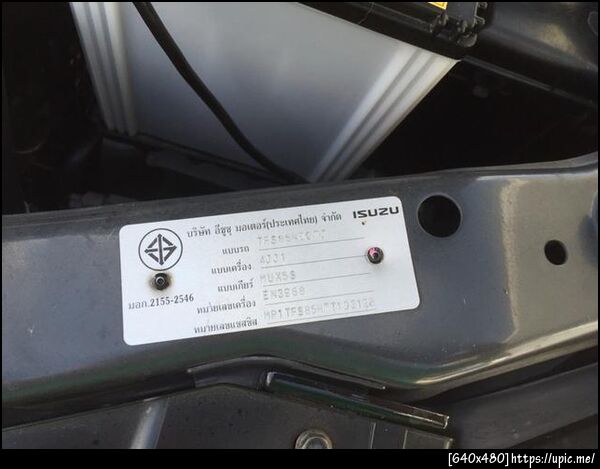 บริษัท อีซูซุ มอเตอร์(ประเทศไทย) จำกัด ISUZU
แบบรถ
แบบเครื่อง 4JJ1
แบบเกียร์ MUX5S
หมายเลขเครื่อง
หมายเลขแชสซิส
มอก.2155-2546
[640x480]https://upic.me/